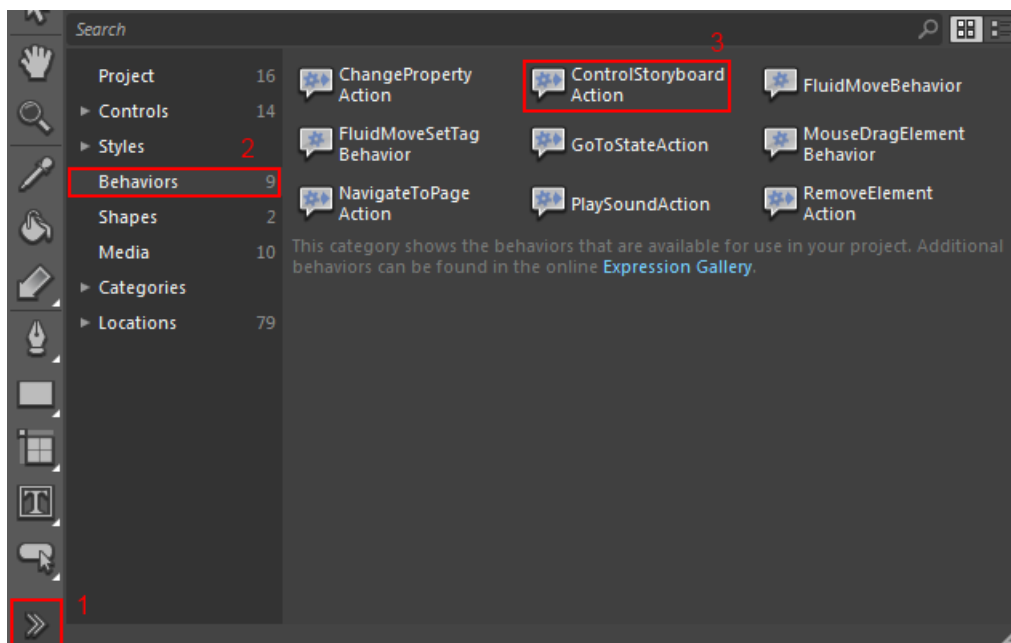 Search
3
Project 16
Controls 14
Styles
2
Behaviors 9
Shapes 2
Media 10
Categories
Locations 79
ChangeProperty
Action
ControlStoryboard
Action
FluidMoveBehavior
FluidMoveSetTag
Behavior
GoToStateAction
MouseDragElement
Behavior
NavigateToPage
Action
PlaySoundAction
RemoveElement
Action
This category shows the behaviors that are available for use in your project. Additional
behaviors can be found in the online Expression Gallery.
T
1